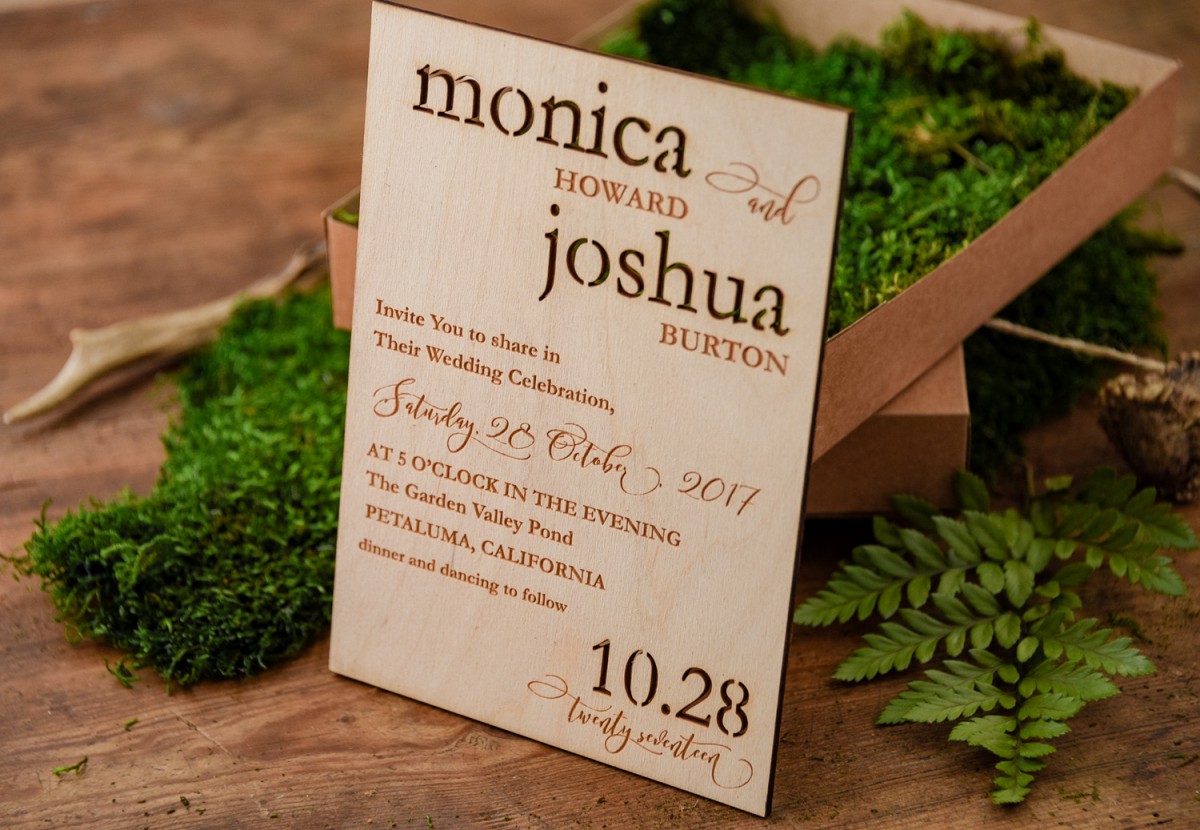 monica
HOWARD and
joshua
BURTON
Invite You to share in
Their Wedding Celebration,
Saturday, 28 October, 2017
AT 5 O'CLOCK IN THE EVENING
The Garden Valley Pond
PETALUMA, CALIFORNIA
dinner and dancing to follow
10.28
twenty seventeen